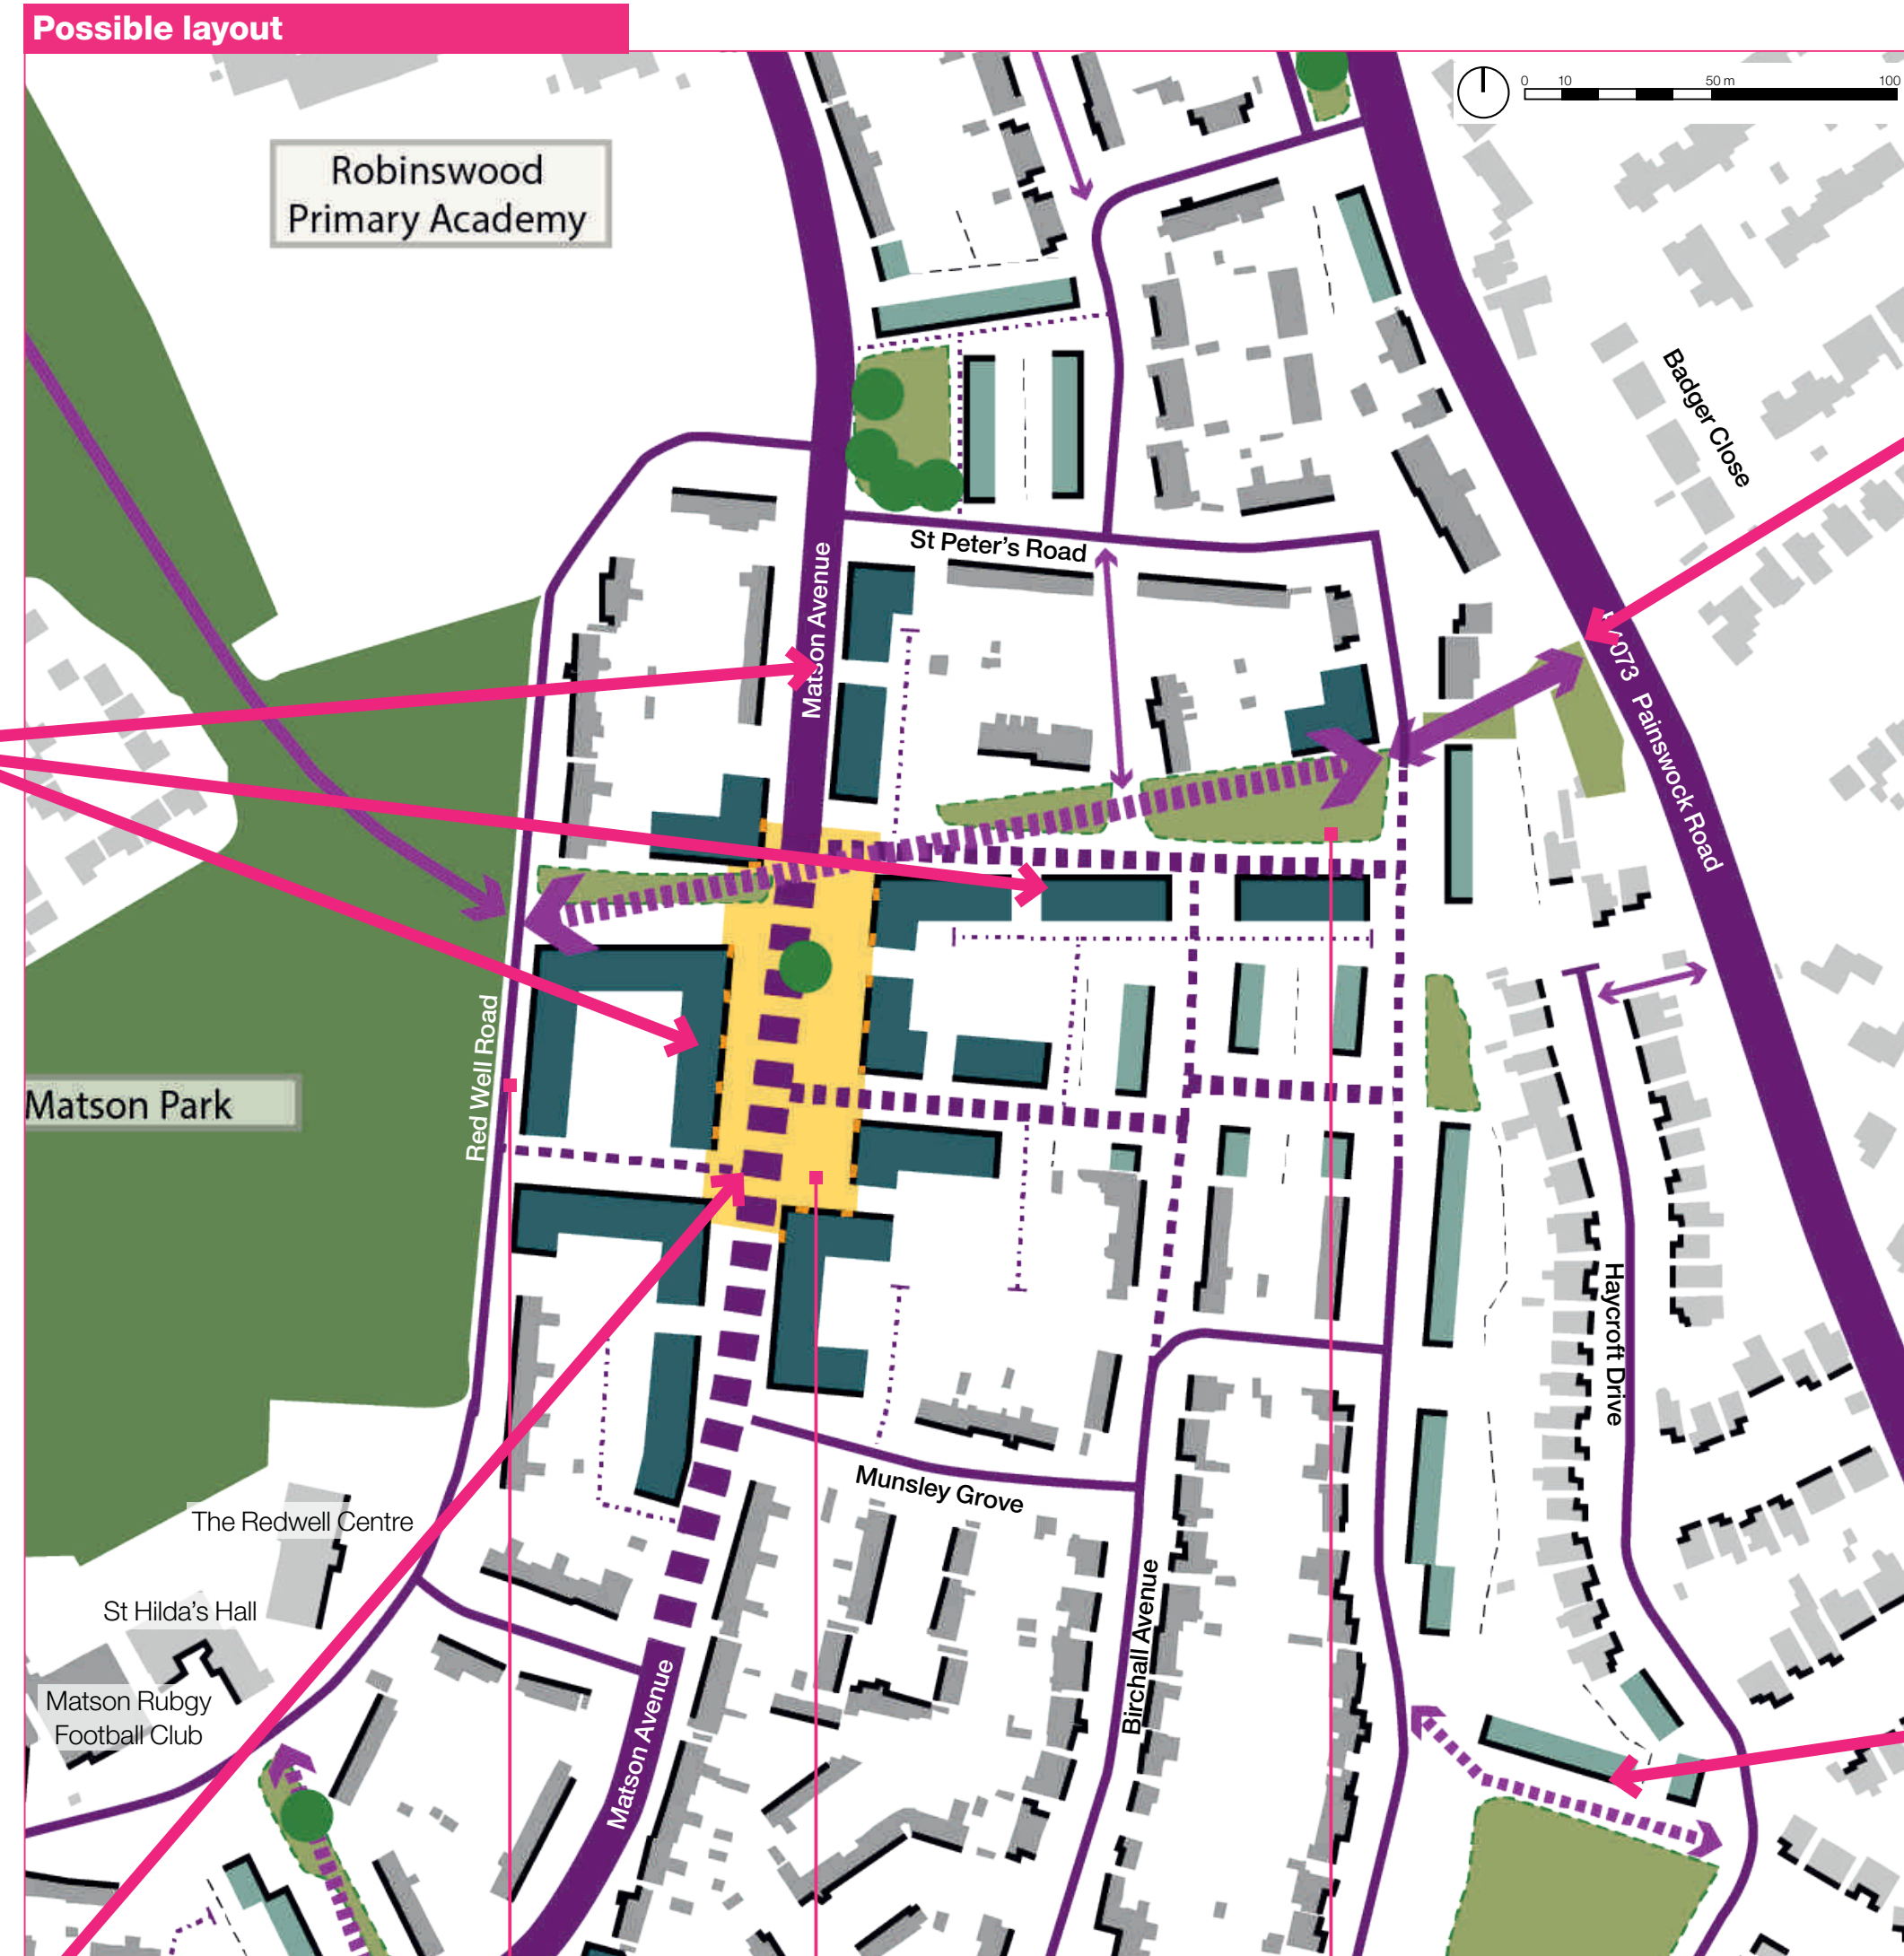 Possible layout
0 10 50 m 100
Robinswood
Primary Academy
Badger Close
St Peter's Road
Matson Avenue
073 Painswock Road
Red Well Road
Matson Park
Haycroft Drive
Munsley Grove
The Redwell Centre
St Hilda's Hall
Birchall Avenue
Matson Rubgy
Football Club
Matson Avenue